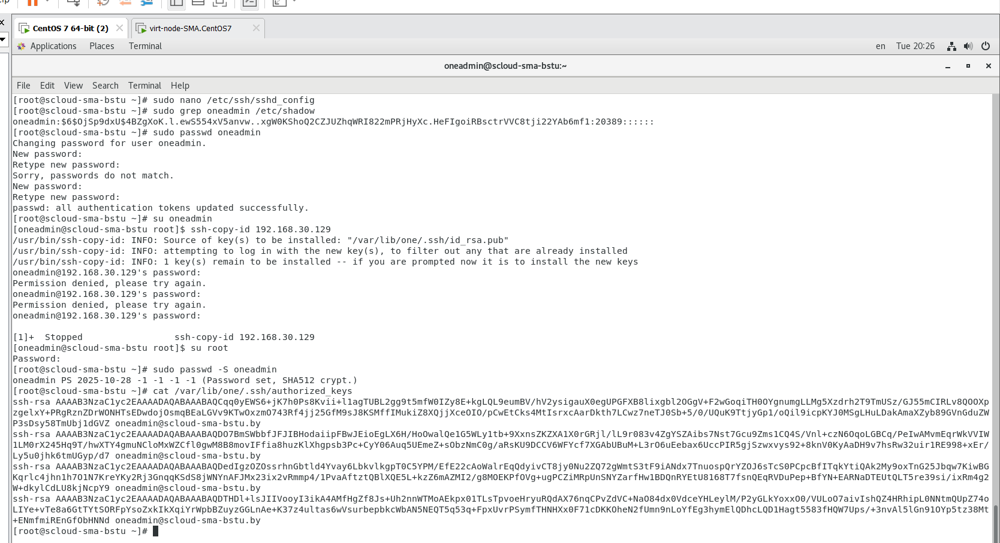 CentOS 7 64-bit (2)
virt-node-SMA.CentOS7
Applications Places Terminal en Tue 20:26
oneadmin@scloud-sma-bstu:~
File Edit View Search Terminal Help
[root@scloud-sma-bstu ~]# sudo nano /etc/ssh/sshd_config
[root@scloud-sma-bstu ~]# sudo grep oneadmin /etc/shadow
oneadmin:$6$OjSp9dxU$4BZgXoK.l.ewS554xV5anvw..xgW0KShoQ2CZJUZhqWRI822mPRjHyXc.HeFIgoiRBsctrVVC8tji22YAb6mf1:20389::::::
[root@scloud-sma-bstu ~]# sudo passwd oneadmin
Changing password for user oneadmin.
New password:
Retype new password:
Sorry, passwords do not match.
New password:
Retype new password:
passwd: all authentication tokens updated successfully.
[root@scloud-sma-bstu ~]# su oneadmin
[oneadmin@scloud-sma-bstu root]$ ssh-copy-id 192.168.30.129
/usr/bin/ssh-copy-id: INFO: Source of key(s) to be installed: "/var/lib/one/.ssh/id_rsa.pub"
/usr/bin/ssh-copy-id: INFO: attempting to log in with the new key(s), to filter out any that are already installed
/usr/bin/ssh-copy-id: INFO: 1 key(s) remain to be installed -- if you are prompted now it is to install the new keys
oneadmin@192.168.30.129's password:
Permission denied, please try again.
oneadmin@192.168.30.129's password:
Permission denied, please try again.
oneadmin@192.168.30.129's password:
[1]+  Stopped                 ssh-copy-id 192.168.30.129
[oneadmin@scloud-sma-bstu root]$ su root
Password:
[root@scloud-sma-bstu ~]# sudo passwd -S oneadmin
oneadmin PS 2025-10-28 -1 -1 -1 -1 (Password set, SHA512 crypt.)
[root@scloud-sma-bstu ~]# cat /var/lib/one/.ssh/authorized_keys
ssh-rsa AAAAB3NzaC1yc2EAAAADAQABAAABAQCqq0yEWS6+jK7h0Ps8Kvii+l1agTUBL2gg9t5mfW0IZy8E+kgLQL9eumBV/hV2ysigauX0egUPGFXB8lixgbl2OGgV+F2wGoqiTH0OYgnumgLLMg5Xzdrh2T9TmUSz/GJ55mCIRLv8QOOXp
zgelxY+PRgRznZDrWONHTsEDwdojOsmqBEaLGVv9KTwOxzmO743Rf4jj25GfM9sJ8KSMffIMukiZ8XQjjXceOIO/pCwEtCks4MtIsrxcAarDkth7LCwz7neTJ0Sb+5/0/UQuK9TtjyGp1/oQil9icpKYJ0MSgLHuLDakAmaXZyb89GVnGduZW
P3sDsy58TmUbj1dGVZ oneadmin@scloud-sma-bstu.by
ssh-rsa AAAAB3NzaC1yc2EAAAADAQABAAABAQDO7BmSWbbfJFJIBHodaiipFBwJEioEgLX6H/HoOwalQe1G5WLy1tb+9XxnsZKZXA1X0rGRjl/lL9r083v4ZgYSZAibs7Nst7Gcu9Zms1CQ4S/Vnl+czN6OqoLGBCq/PeIwAMvmEqrWkVVIW
1LM0rX245Hq9T/hwXTY4gmuNCloMxWZCfl0gwM8B8movIFfia8huzKlXhgpsb3Pc+CyY06Auq5UEmeZ+sObzNmC0g/aRsKU9DCCV6WFYcf7XGAbUBuM+L3rO6uEebax6UccPIR5gjSzwxvys92+8knV0KyAaDH9v7hsRw32uir1RE998+xEr/
Ly5u0jhk6tmUGyp/d7 oneadmin@scloud-sma-bstu.by
ssh-rsa AAAAB3NzaC1yc2EAAAADAQABAAABAQDedIgzOZOssrhnGbtld4Yvay6LbkvlkgpT0C5YPM/EfE22cAoWalrEqQdyivCT8jy0Nu2ZQ72gWmtS3tF9iANdx7TnuospQrYZOJ6sTcS0PCpcBfITqkYtiQAk2My9oxTnG25Jbqw7KiwBG
Kqrlc4jhn1h7O1N7KreYKy2Rj3GnqqKSdS8jWNYnAFJMx23ix2vRmmp4/1PvaAftztQBlXQE5L+kzZ6mAZMI2/g8MOEKPfOVg+ugPCZiMRpUnSNYZarfHw1BDQnRYEtU8168T7fsnQEqRVDuPep+BfYN+EARNaDTEUtQLT5re39si/ixRm4g2
W+dkylCdLU8kjNcpY9 oneadmin@scloud-sma-bstu.by
ssh-rsa AAAAB3NzaC1yc2EAAAADAQABAAABAQDTHDl+lsJIIVooyI3ikA4AMfHgZf8Js+Uh2nnWTMoAEkpx01TLsTpvoeHryuRQdAX76nqCPvZdVC+NaO84dx0VdceYHLeylM/P2yGLkYoxxO0/VULoO7aivIshQZ4HRhipL0NNtmQUpZ74o
LIYe+vTe8a6GtTYtSORFpYsoZxkIkXqiYrWpbBZuyzGGLnAe+K37z4ultas6wVsurbepbkcWbAN5NEQT5q53q+FpxUvrPSymfTHNHXx0F71cDKKOheN2fUmn9nLoYfEg3hymElQDhcLQD1Hagt5583fHQW7Ups/+3nvAl5lGn91OYp5tz38Mt
+ENmfmiREnGfObHNNd oneadmin@scloud-sma-bstu.by
[root@scloud-sma-bstu ~]#